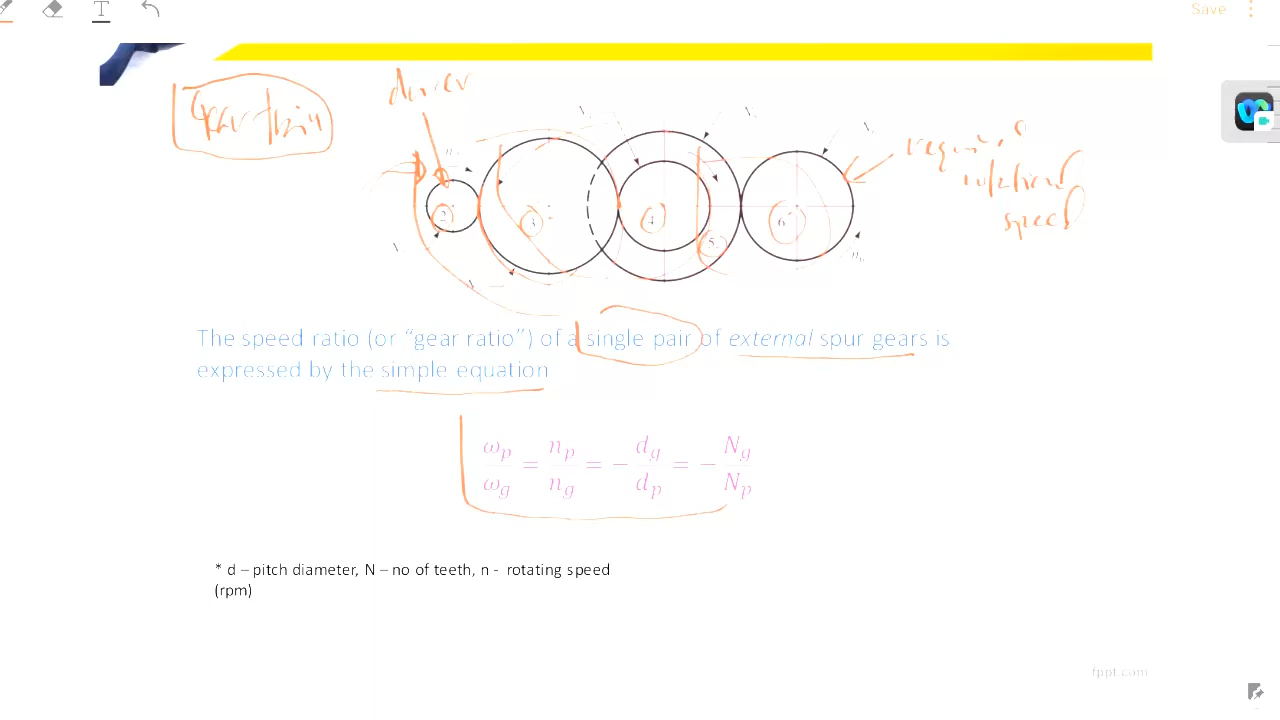 Save
driver
Gear train
required
rotational
speed
2
3
4
5
6
The speed ratio (or “gear ratio”) of a single pair of external spur gears is
expressed by the simple equation
ωp/ωg = np/ng = − dg/dp = − Ng/Np
* d – pitch diameter, N – no of teeth, n - rotating speed
(rpm)
fppt.com